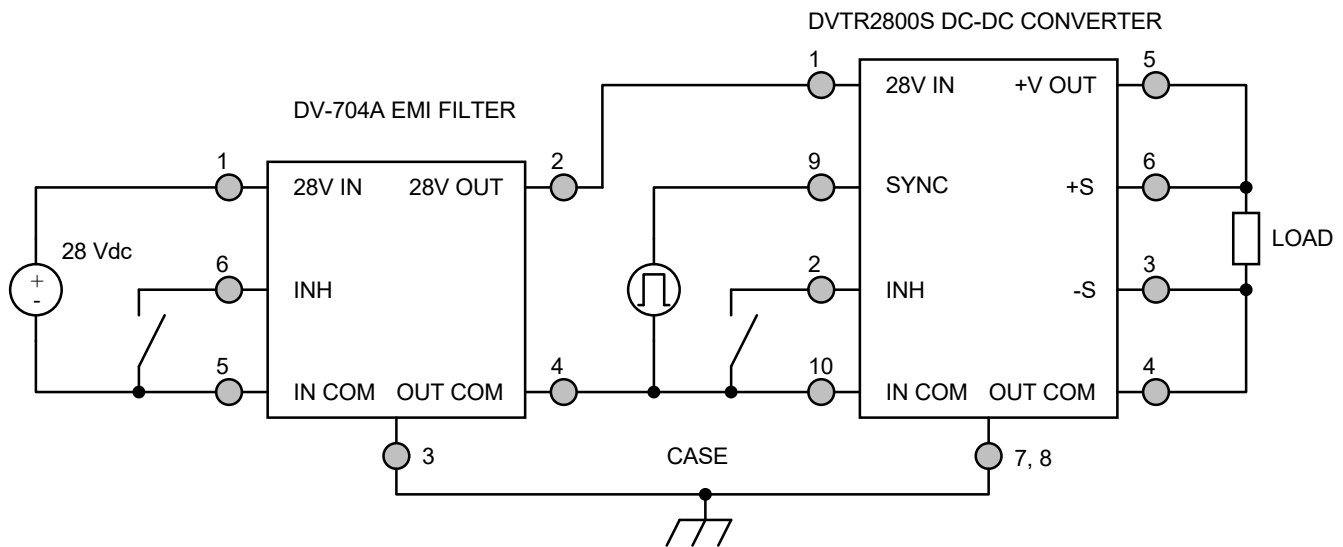 DVTR2800S DC-DC CONVERTER
1
28V IN
+V OUT
5
DV-704A EMI FILTER
1
28V IN
28V OUT
2
9
SYNC
+S
6
28 Vdc
+
-
6
INH
2
INH
-S
3
LOAD
5
IN COM
OUT COM
4
10
IN COM
OUT COM
4
3
CASE
7, 8